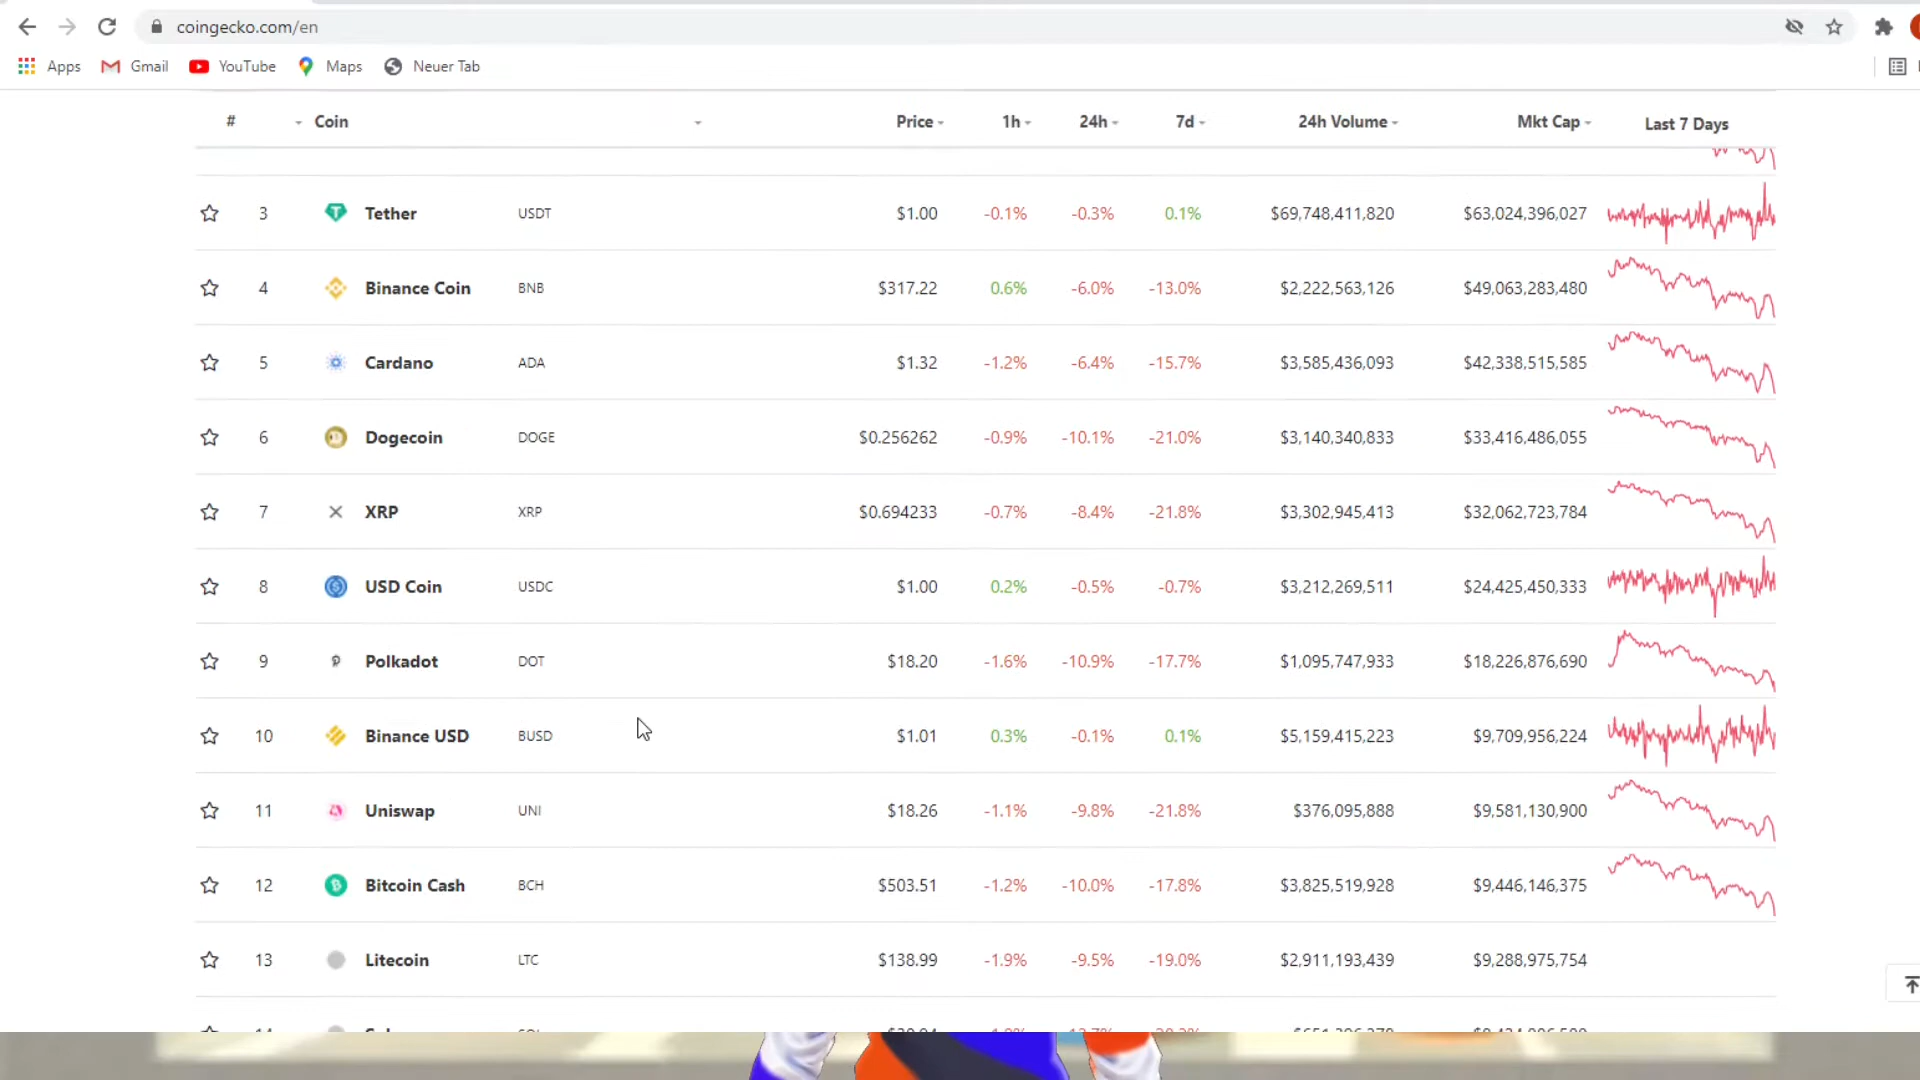 coingecko.com/en
Apps Gmail YouTube Maps Neuer Tab
# Coin Price 1h 24h 7d 24h Volume Mkt Cap Last 7 Days
3 Tether USDT $1.00 -0.1% -0.3% 0.1% $69,748,411,820 $63,024,396,027
4 Binance Coin BNB $317.22 0.6% -6.0% -13.0% $2,222,563,126 $49,063,283,480
5 Cardano ADA $1.32 -1.2% -6.4% -15.7% $3,585,436,093 $42,338,515,585
6 Dogecoin DOGE $0.256262 -0.9% -10.1% -21.0% $3,140,340,833 $33,416,486,055
7 XRP XRP $0.694233 -0.7% -8.4% -21.8% $3,302,945,413 $32,062,723,784
8 USD Coin USDC $1.00 0.2% -0.5% -0.7% $3,212,269,511 $24,425,450,333
9 Polkadot DOT $18.20 -1.6% -10.9% -17.7% $1,095,747,933 $18,226,876,690
10 Binance USD BUSD $1.01 0.3% -0.1% 0.1% $5,159,415,223 $9,709,956,224
11 Uniswap UNI $18.26 -1.1% -9.8% -21.8% $376,095,888 $9,581,130,900
12 Bitcoin Cash BCH $503.51 -1.2% -10.0% -17.8% $3,825,519,928 $9,446,146,375
13 Litecoin LTC $138.99 -1.9% -9.5% -19.0% $2,911,193,439 $9,288,975,754